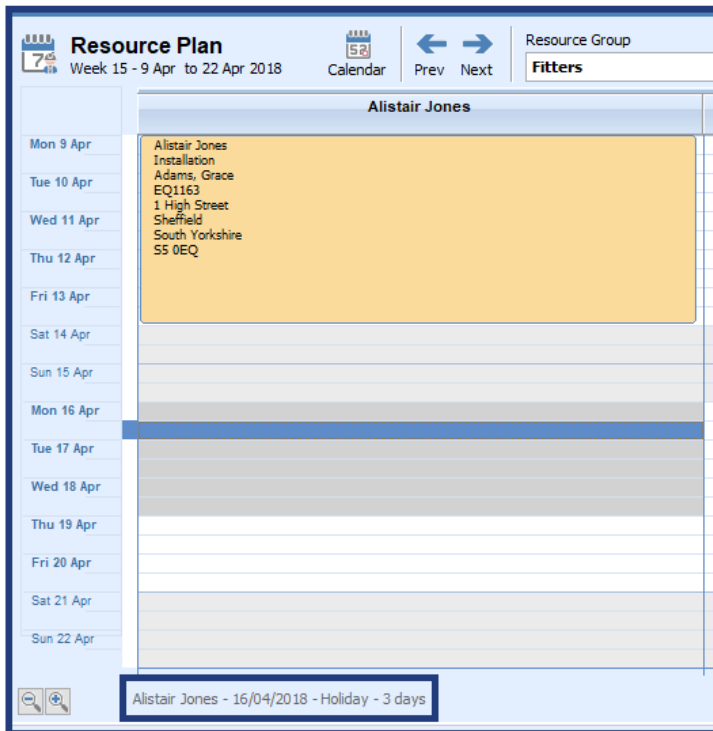 Resource Plan
Week 15 - 9 Apr to 22 Apr 2018
7
52
Calendar
Prev
Next
Resource Group
Fitters
Alistair Jones
Mon 9 Apr
Tue 10 Apr
Wed 11 Apr
Thu 12 Apr
Fri 13 Apr
Sat 14 Apr
Sun 15 Apr
Mon 16 Apr
Tue 17 Apr
Wed 18 Apr
Thu 19 Apr
Fri 20 Apr
Sat 21 Apr
Sun 22 Apr
Alistair Jones
Installation
Adams, Grace
EQ1163
1 High Street
Sheffield
South Yorkshire
S5 0EQ
Alistair Jones - 16/04/2018 - Holiday - 3 days